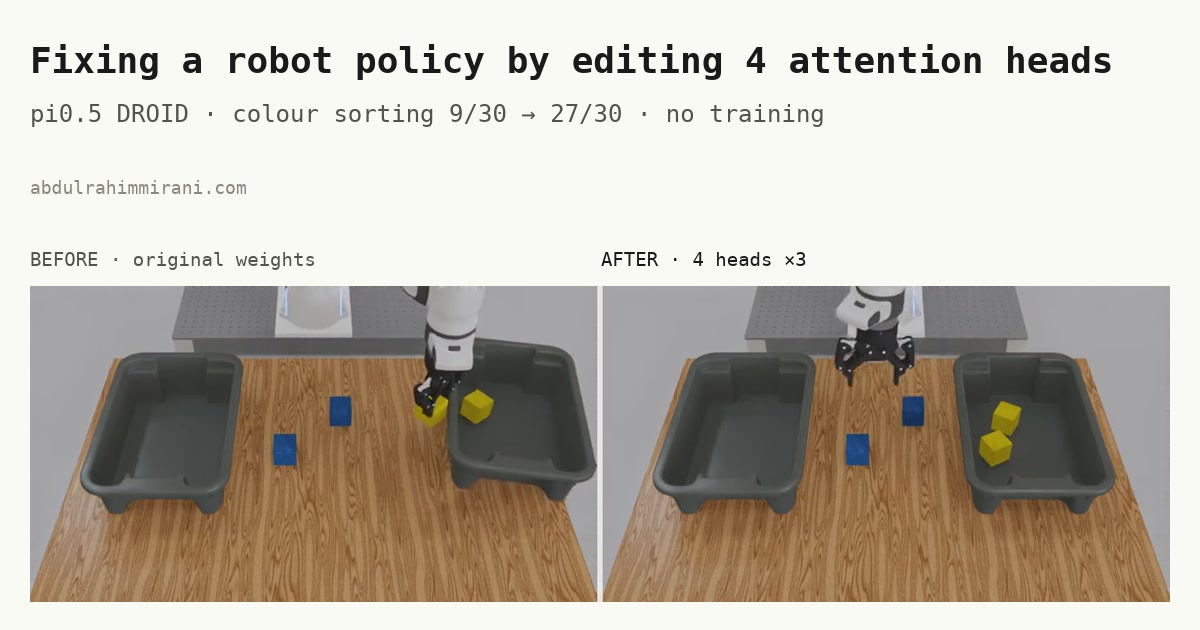 Fixing a robot policy by editing 4 attention heads
pi0.5 DROID · colour sorting 9/30 → 27/30 · no training
abdulrahimmirani.com
BEFORE · original weights
AFTER · 4 heads ×3